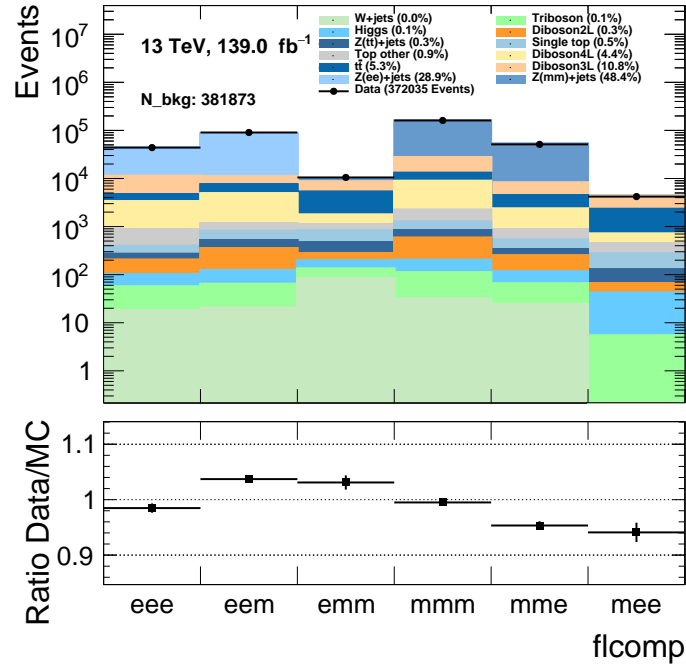 Events
10⁷
10⁶
10⁵
10⁴
10³
10²
10
1
13 TeV, 139.0 fb⁻¹
N_bkg: 381873
W+jets (0.0%)
Higgs (0.1%)
Z(tt)+jets (0.3%)
Top other (0.9%)
tt̄ (5.3%)
Z(ee)+jets (28.9%)
Data (372035 Events)
Triboson (0.1%)
Diboson2L (0.3%)
Single top (0.5%)
Diboson4L (4.4%)
Diboson3L (10.8%)
Z(mm)+jets (48.4%)
Ratio Data/MC
1.1
1
0.9
eee eem emm mmm mme mee
flcomp